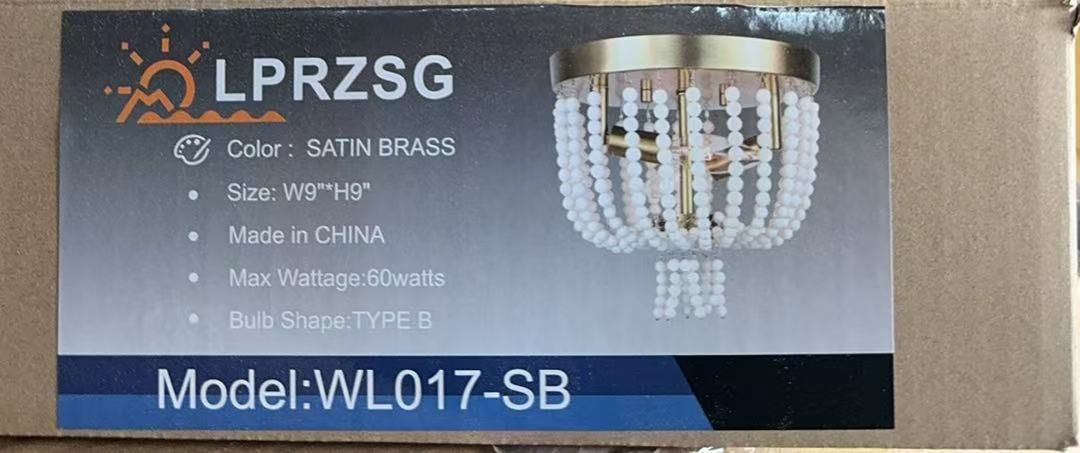 LPRZSG
Color : SATIN BRASS
Size: W9"*H9"
Made in CHINA
Max Wattage:60watts
Bulb Shape:TYPE B
Model:WL017-SB